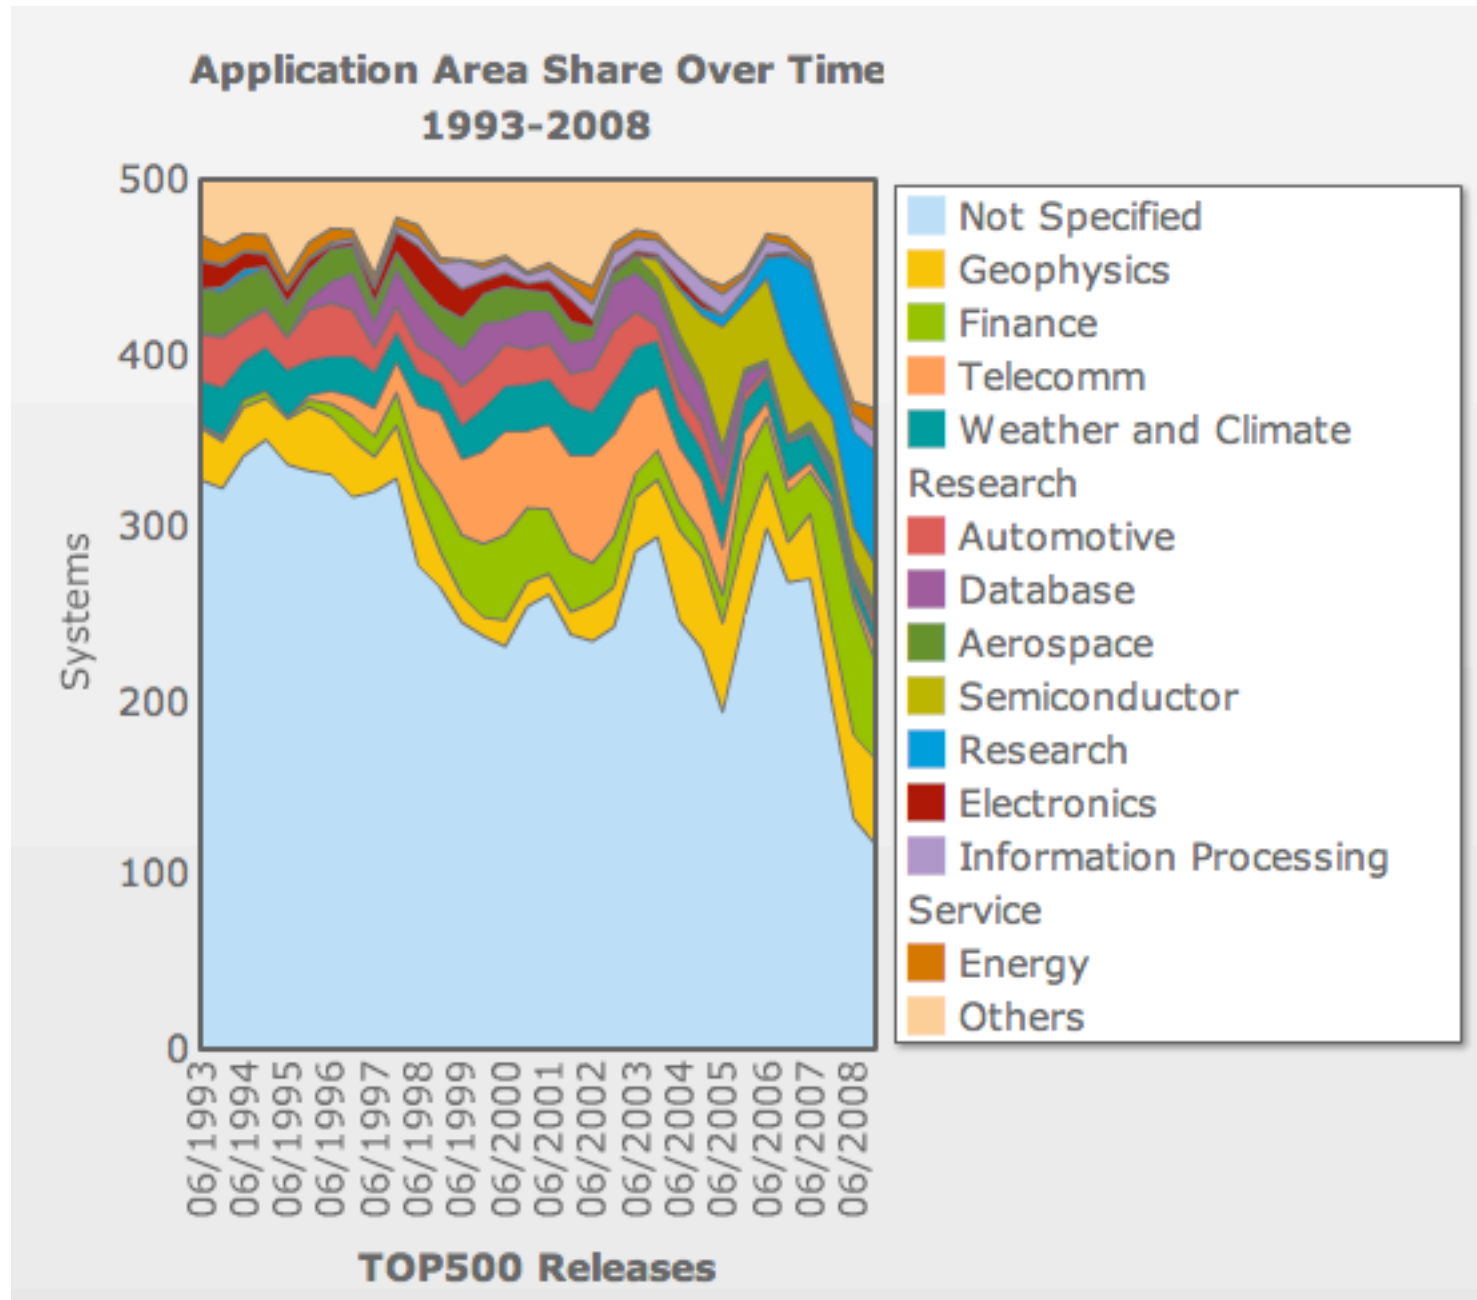 Application Area Share Over Time
1993-2008
500
400
300
200
100
0
Systems
06/1993
06/1994
06/1995
06/1996
06/1997
06/1998
06/1999
06/2000
06/2001
06/2002
06/2003
06/2004
06/2005
06/2006
06/2007
06/2008
TOP500 Releases
Not Specified
Geophysics
Finance
Telecomm
Weather and Climate
Research
Automotive
Database
Aerospace
Semiconductor
Research
Electronics
Information Processing
Service
Energy
Others